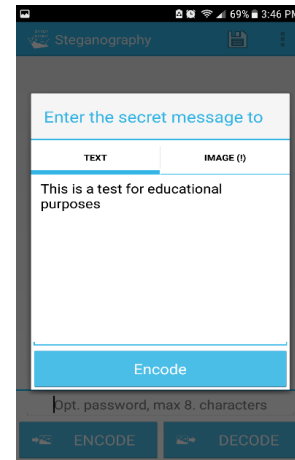 69% 3:46 PM
Steganography
Enter the secret message to
TEXT IMAGE (!)
This is a test for educational
purposes
Encode
Opt. password, max 8. characters
ENCODE DECODE